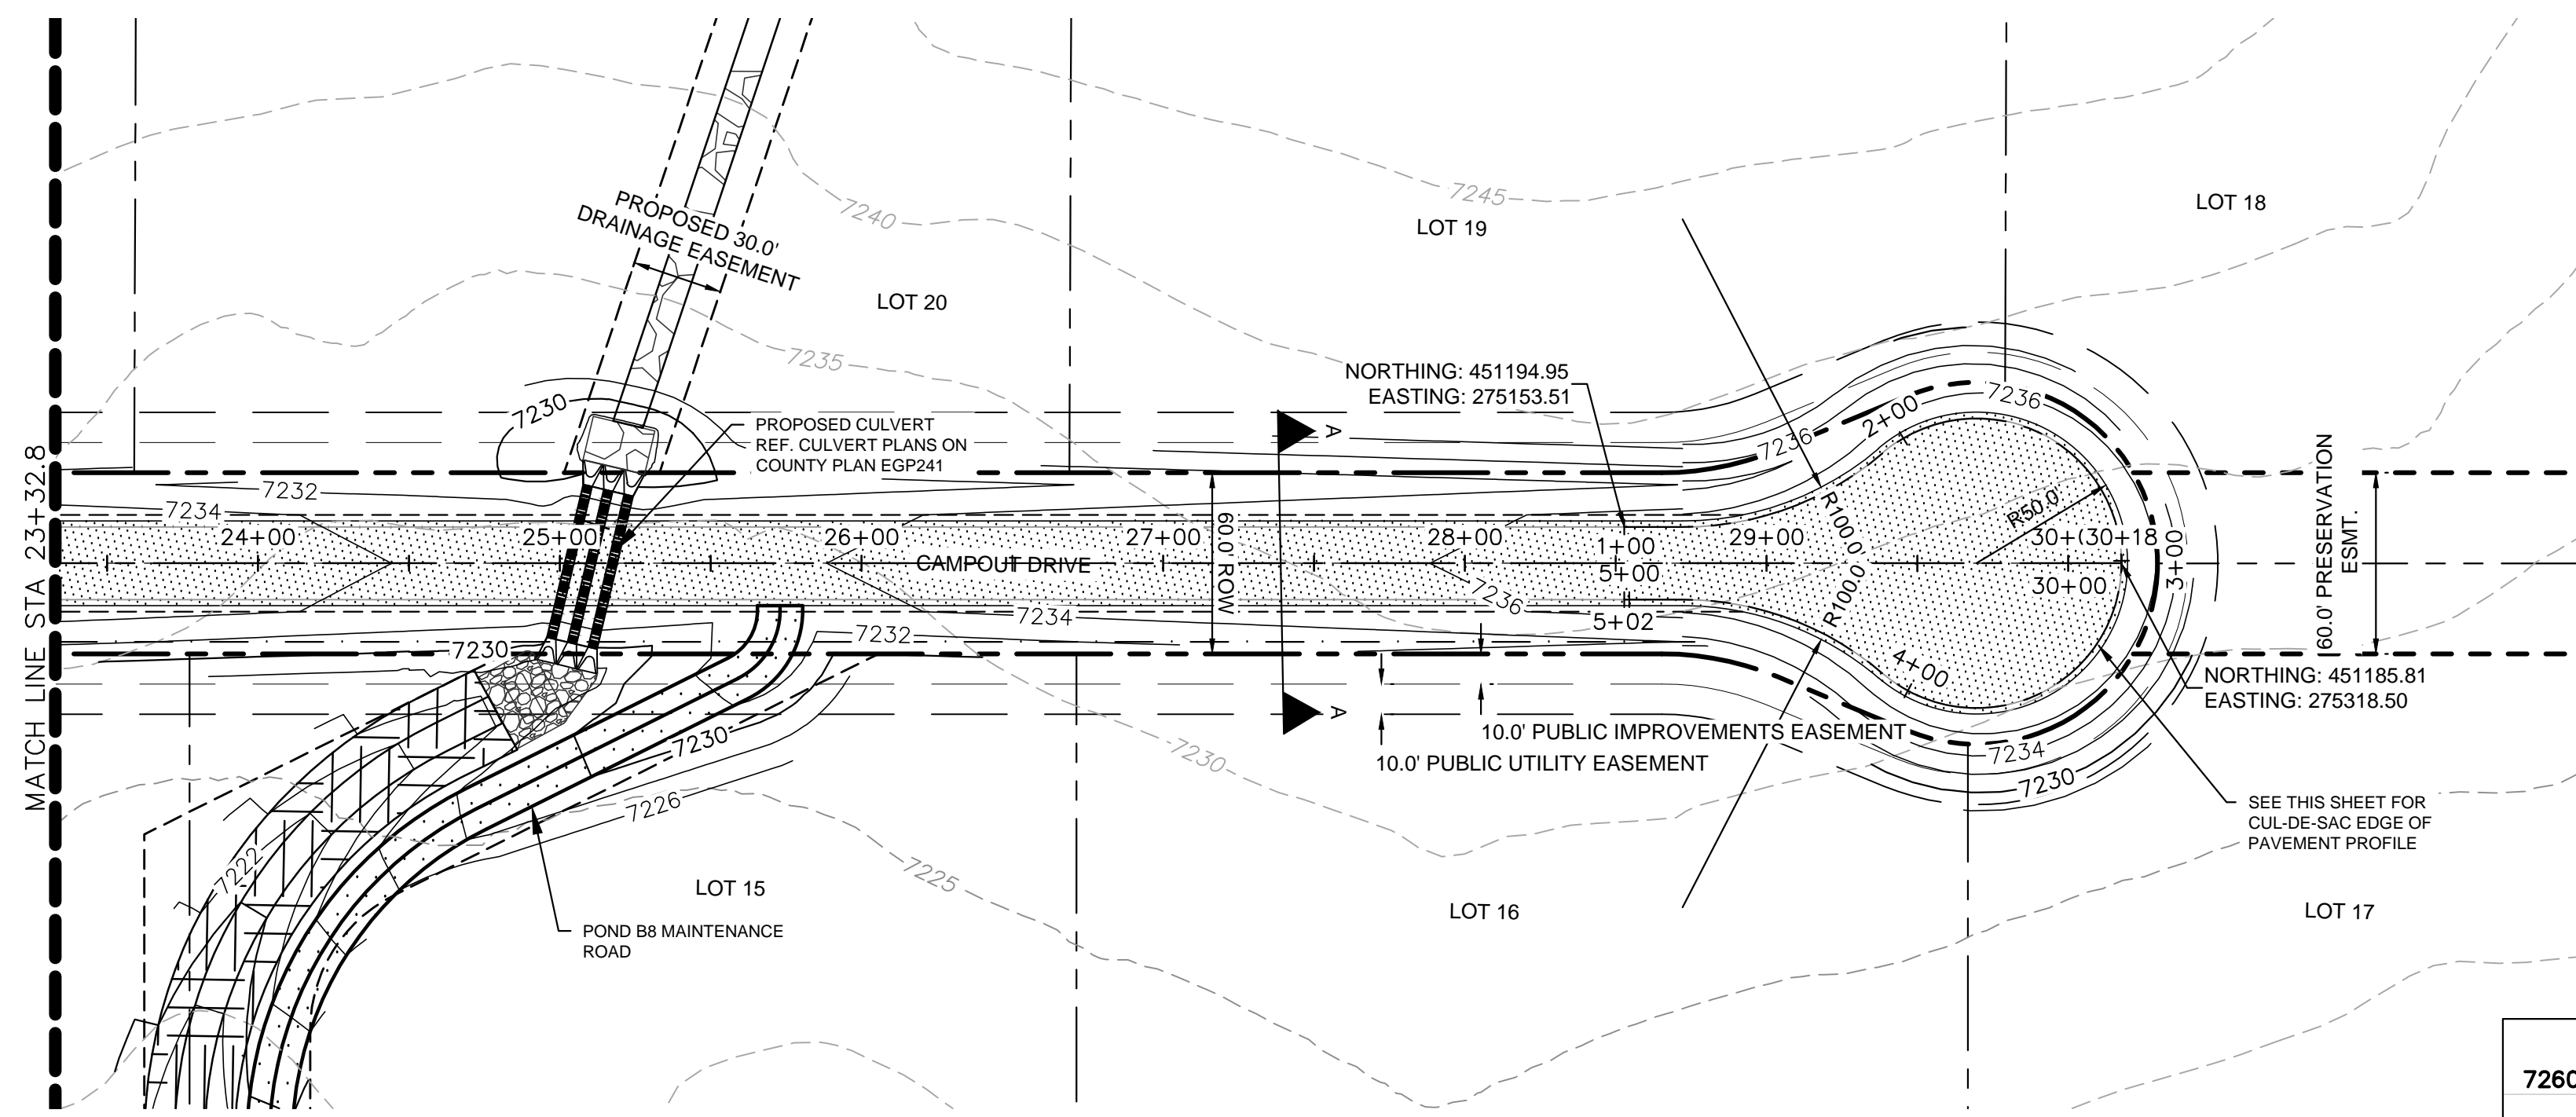 MATCH LINE STA 23+32.8
PROPOSED 30.0'
DRAINAGE EASEMENT
7240
7245
LOT 19
LOT 18
LOT 20
7235
NORTHING: 451194.95
EASTING: 275153.51
7230
PROPOSED CULVERT
REF. CULVERT PLANS ON
COUNTY PLAN EGP241
A
7236
2+00
7236
7232
7234
24+00
25+00
26+00
27+00
28+00
29+00
CAMPOUT DRIVE
60.0' ROW
1+00
5+00
5+02
R100.0'
R100.0'
R50.0'
30+(30+18
30+00
3+00
60.0' PRESERVATION
ESMT.
7236
7234
7232
7230
4+00
NORTHING: 451185.81
EASTING: 275318.50
A
10.0' PUBLIC IMPROVEMENTS EASEMENT
10.0' PUBLIC UTILITY EASEMENT
7230
7230
7234
7230
7226
7222
7225
SEE THIS SHEET FOR
CUL-DE-SAC EDGE OF
PAVEMENT PROFILE
LOT 15
LOT 16
LOT 17
POND B8 MAINTENANCE
ROAD
7260